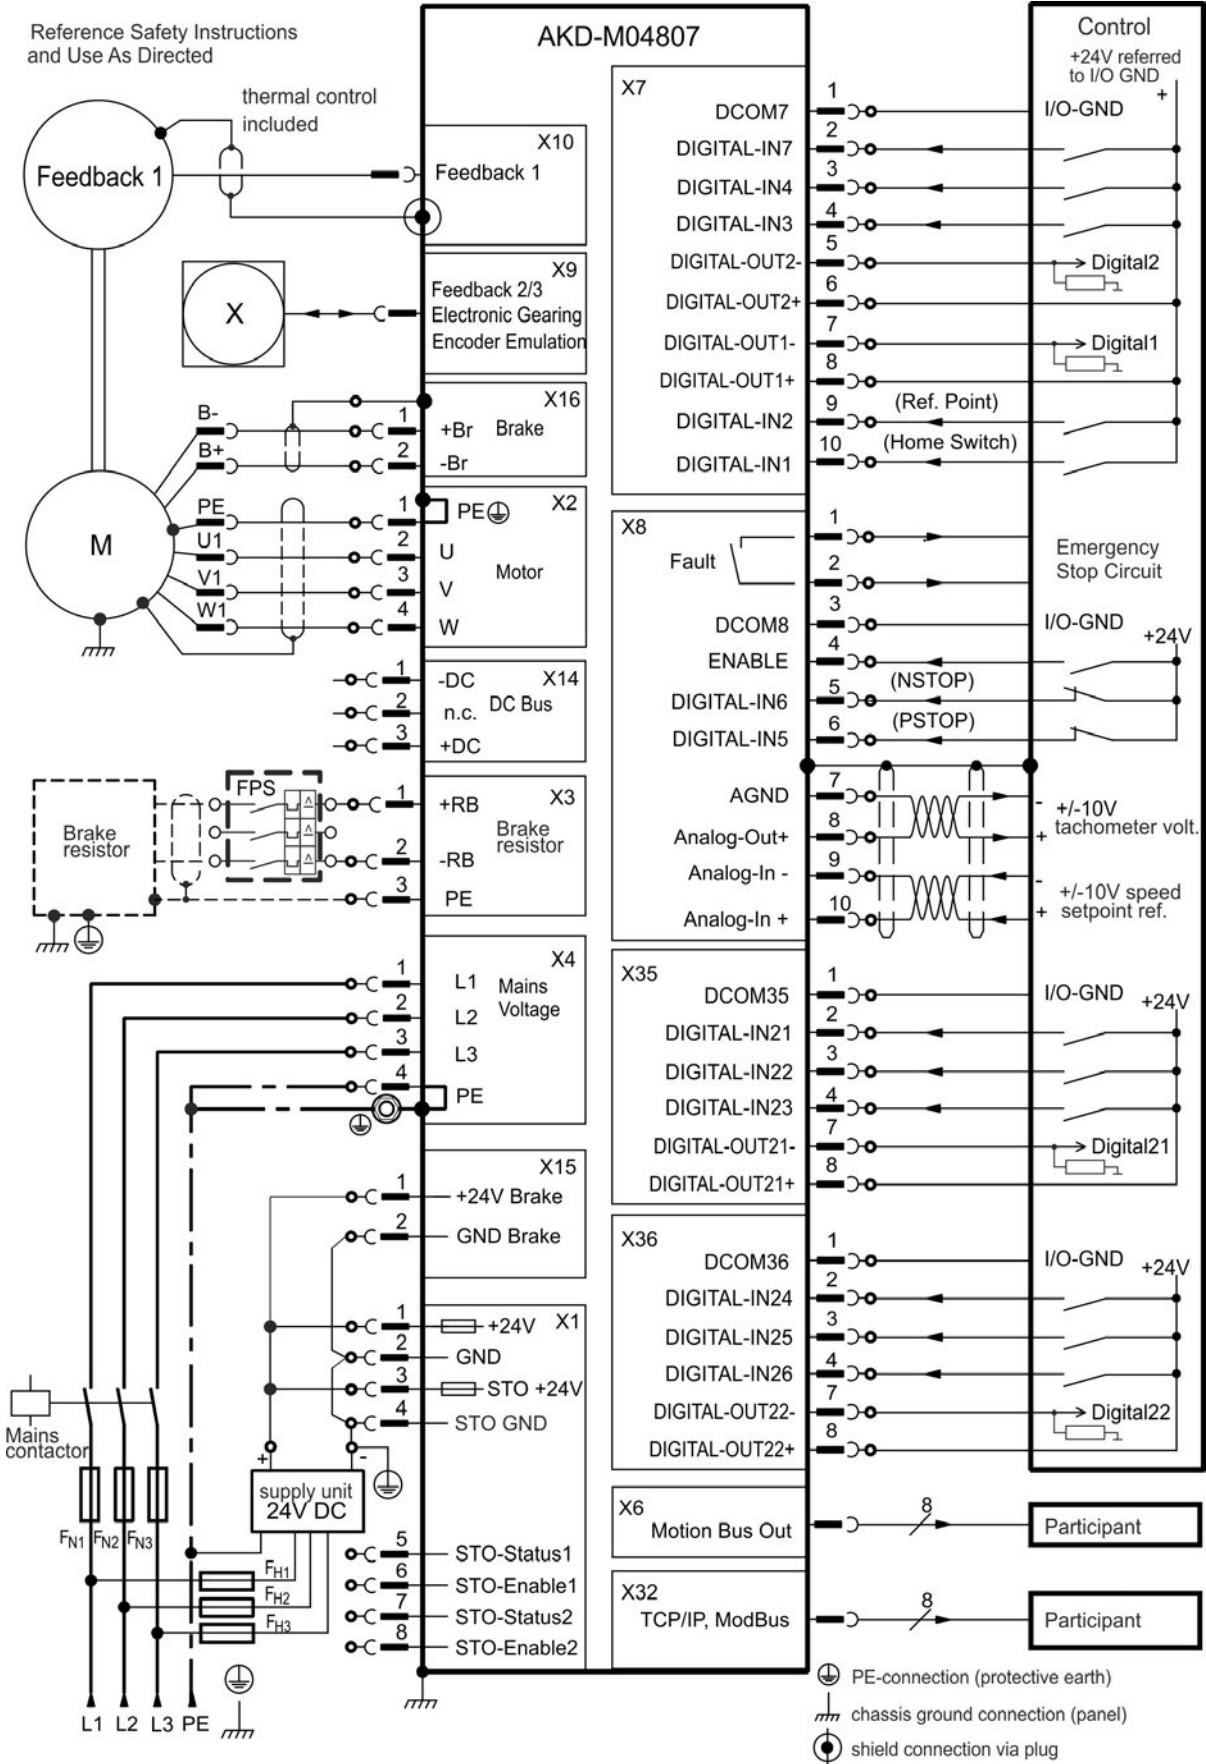 Reference Safety Instructions
and Use As Directed
AKD-M04807
thermal control
included
Feedback 1
X10
Feedback 1
X
X9
Feedback 2/3
Electronic Gearing
Encoder Emulation
X16
B-
1
+Br
Brake
B+
2
-Br
M
X2
PE
1
PE
U1
2
U
Motor
V1
3
V
W1
4
W
X14
1
-DC
DC Bus
2
n.c.
3
+DC
Brake
resistor
FPS
X3
Brake
resistor
1
+RB
2
-RB
3
PE
X4
Mains
Voltage
1
L1
2
L2
3
L3
4
PE
X15
1
+24V Brake
2
GND Brake
X1
1
+24V
2
GND
3
STO +24V
4
STO GND
Mains
contactor
+
-
supply unit
24V DC
FN1
FN2
FN3
FH1
FH2
FH3
5
STO-Status1
6
STO-Enable1
7
STO-Status2
8
STO-Enable2
L1
L2
L3
PE
X7
DCOM7
1
DIGITAL-IN7
2
DIGITAL-IN4
3
DIGITAL-IN3
4
DIGITAL-OUT2-
5
DIGITAL-OUT2+
6
DIGITAL-OUT1-
7
DIGITAL-OUT1+
8
DIGITAL-IN2
9
(Ref. Point)
DIGITAL-IN1
10
(Home Switch)
Control
+24V referred
to I/O GND
+
I/O-GND
Digital2
Digital1
X8
Fault
1
2
Emergency
Stop Circuit
DCOM8
3
I/O-GND
+24V
ENABLE
4
DIGITAL-IN6
5
(NSTOP)
DIGITAL-IN5
6
(PSTOP)
AGND
7
-
Analog-Out+
8
+
+/-10V
tachometer volt.
Analog-In -
9
-
Analog-In +
10
+
+/-10V speed
setpoint ref.
X35
DCOM35
1
I/O-GND
+24V
DIGITAL-IN21
2
DIGITAL-IN22
3
DIGITAL-IN23
4
DIGITAL-OUT21-
7
Digital21
DIGITAL-OUT21+
8
X36
DCOM36
1
I/O-GND
+24V
DIGITAL-IN24
2
DIGITAL-IN25
3
DIGITAL-IN26
4
DIGITAL-OUT22-
7
Digital22
DIGITAL-OUT22+
8
X6
Motion Bus Out
8
Participant
X32
TCP/IP, ModBus
8
Participant
PE-connection (protective earth)
chassis ground connection (panel)
shield connection via plug